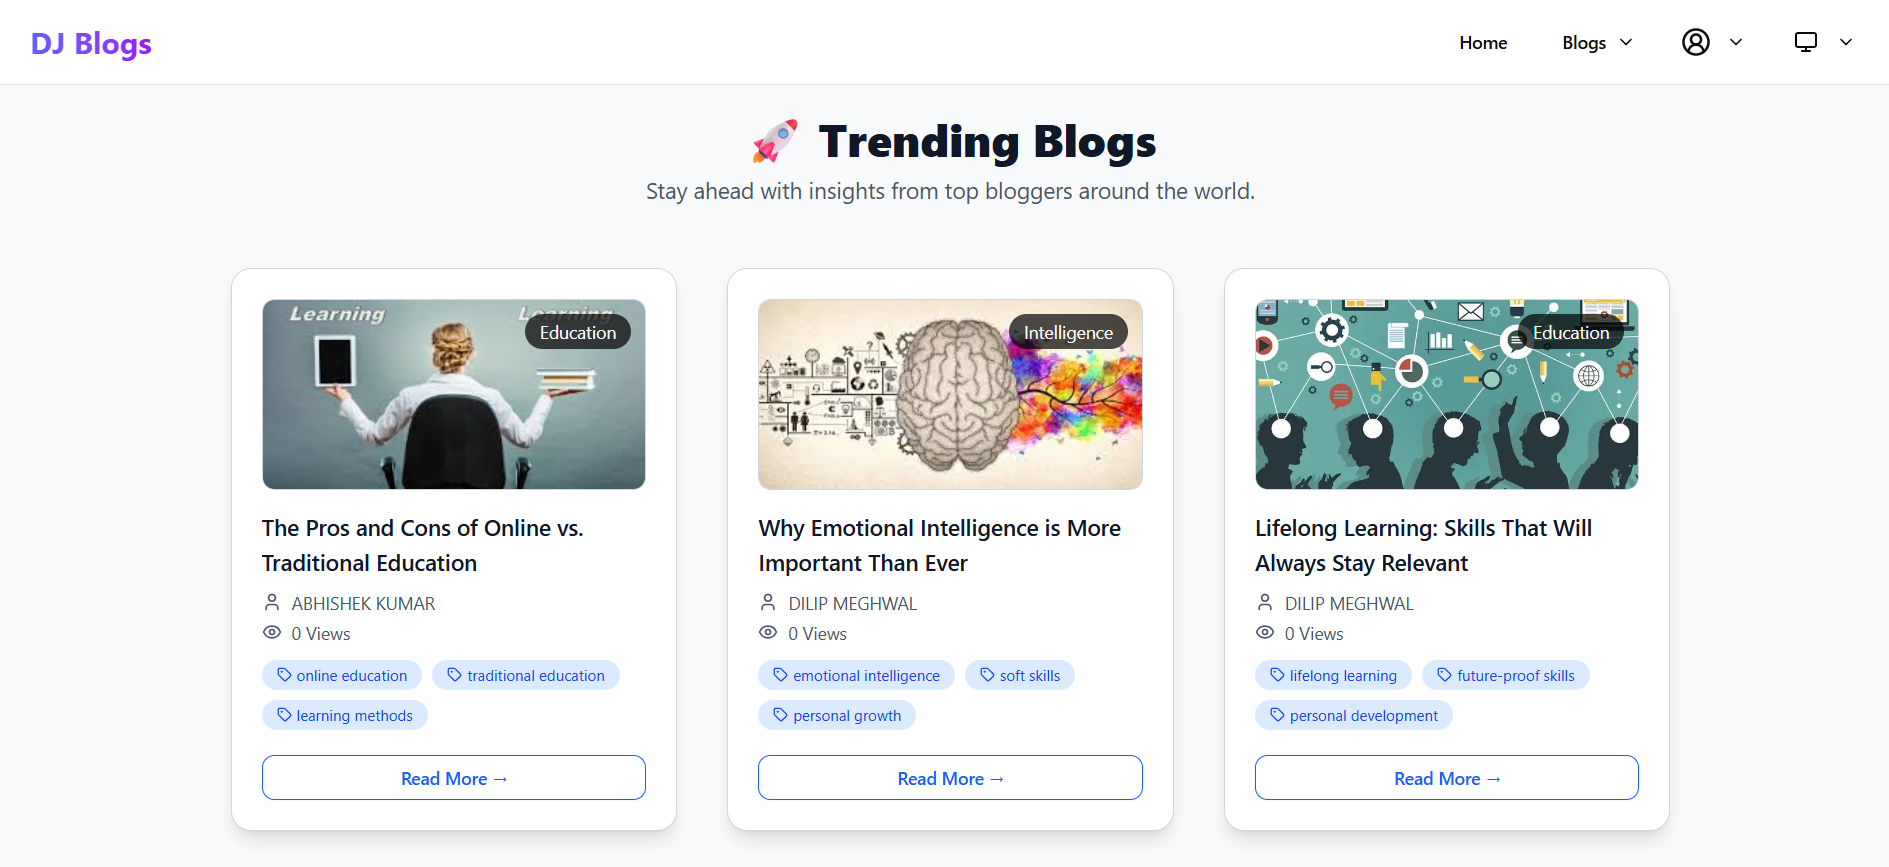 DJ Blogs
Home
Blogs
🚀 Trending Blogs
Stay ahead with insights from top bloggers around the world.
Learning
Learning
Education
The Pros and Cons of Online vs.
Traditional Education
ABHISHEK KUMAR
0 Views
online education
traditional education
learning methods
Read More →
Intelligence
Why Emotional Intelligence is More
Important Than Ever
DILIP MEGHWAL
0 Views
emotional intelligence
soft skills
personal growth
Read More →
Education
Lifelong Learning: Skills That Will
Always Stay Relevant
DILIP MEGHWAL
0 Views
lifelong learning
future-proof skills
personal development
Read More →